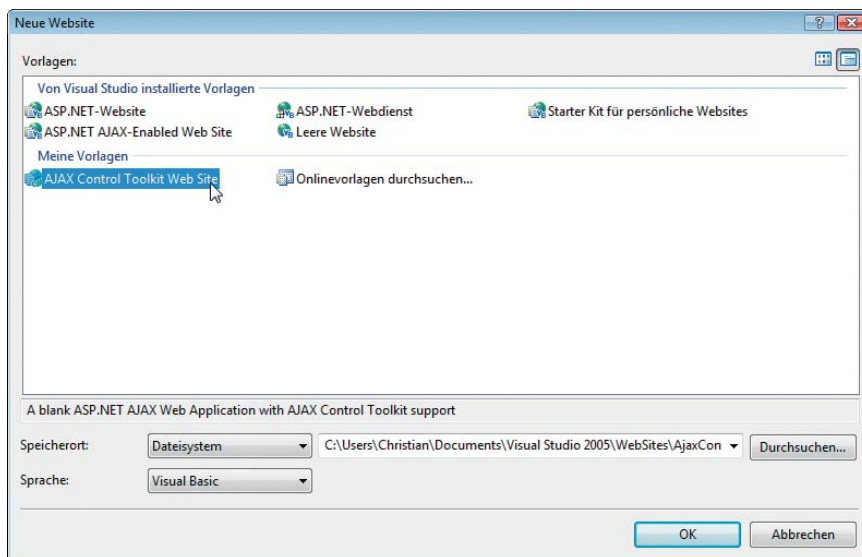 Neue Website
Vorlagen:
Von Visual Studio installierte Vorlagen
ASP.NET-Website ASP.NET-Webdienst Starter Kit für persönliche Websites
ASP.NET AJAX-Enabled Web Site Leere Website
Meine Vorlagen
AJAX Control Toolkit Web Site Onlinevorlagen durchsuchen...
A blank ASP.NET AJAX Web Application with AJAX Control Toolkit support
Speicherort: Dateisystem C:\Users\Christian\Documents\Visual Studio 2005\WebSites\AjaxCon Durchsuchen...
Sprache: Visual Basic
OK Abbrechen